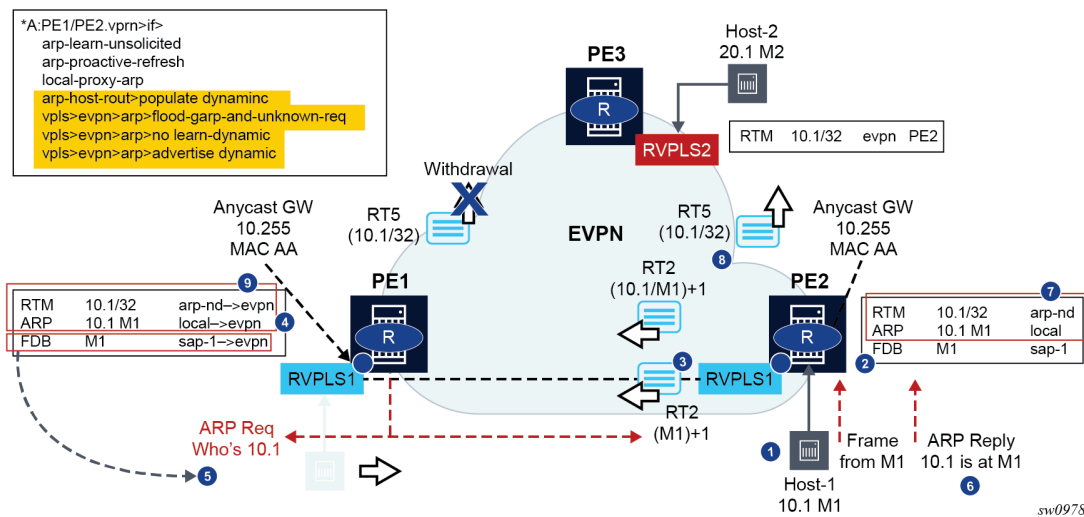 *A:PE1/PE2.vprn>if>
arp-learn-unsolicited
arp-proactive-refresh
local-proxy-arp
arp-host-rout>populate dynaminc
vpls>evpn>arp>flood-garp-and-unknown-req
vpls>evpn>arp>no learn-dynamic
vpls>evpn>arp>advertise dynamic
Host-2
20.1 M2
PE3
R
RVPLS2
RTM 10.1/32 evpn PE2
Withdrawal
X
Anycast GW
10.255
MAC AA
RT5
(10.1/32)
EVPN
RT5
(10.1/32)
8
Anycast GW
10.255
MAC AA
PE1
R
RT2
(10.1/M1)+1
PE2
R
9
RTM 10.1/32 arp-nd–>evpn
ARP 10.1 M1 local–>evpn
4
FDB M1 sap-1–>evpn
7
RTM 10.1/32 arp-nd
ARP 10.1 M1 local
FDB M1 sap-1
2
RVPLS1
3
RVPLS1
RT2
(M1)+1
ARP Req
Who's 10.1
5
1
Host-1
10.1 M1
Frame
from M1
ARP Reply
10.1 is at M1
6
sw0978